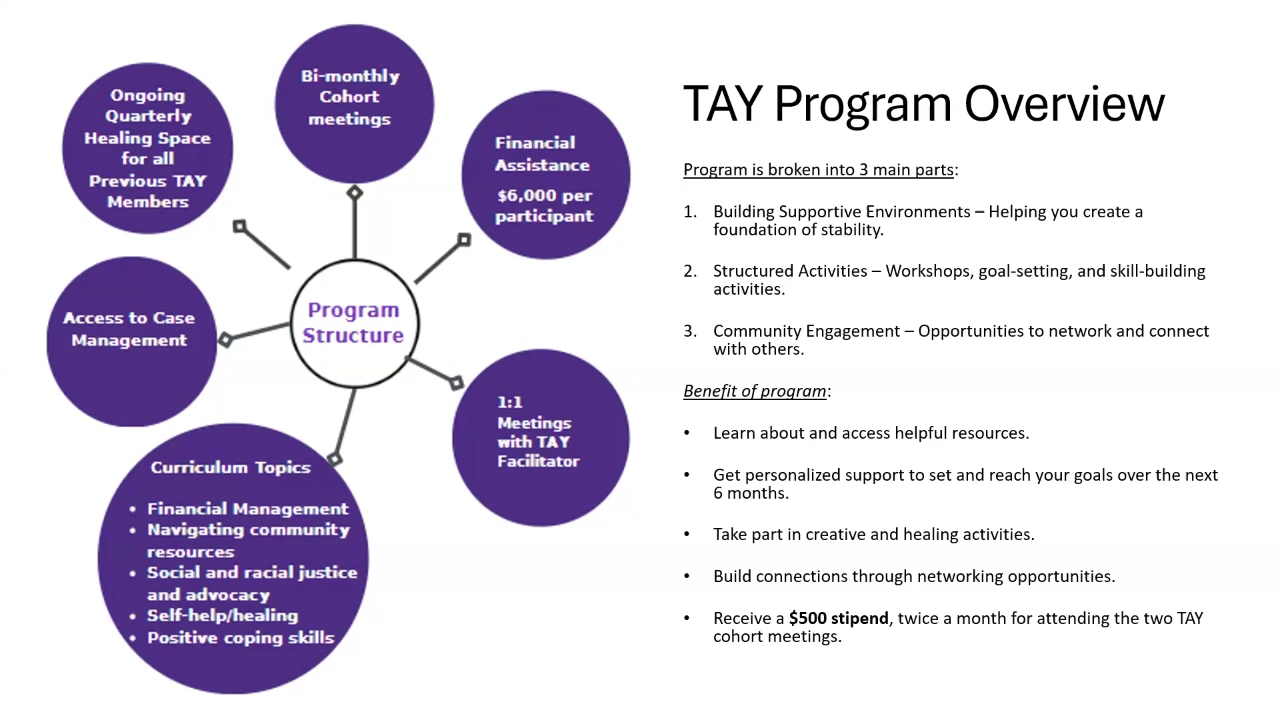 Ongoing
Quarterly
Healing Space
for all
Previous TAY
Members
Bi-monthly
Cohort
meetings
Financial
Assistance
$6,000 per
participant
Access to Case
Management
Program
Structure
1:1
Meetings
with TAY
Facilitator
Curriculum Topics
• Financial Management
• Navigating community
resources
• Social and racial justice
and advocacy
• Self-help/healing
• Positive coping skills
TAY Program Overview
Program is broken into 3 main parts:
1. Building Supportive Environments – Helping you create a
foundation of stability.
2. Structured Activities – Workshops, goal-setting, and skill-building
activities.
3. Community Engagement – Opportunities to network and connect
with others.
Benefit of program:
• Learn about and access helpful resources.
• Get personalized support to set and reach your goals over the next
6 months.
• Take part in creative and healing activities.
• Build connections through networking opportunities.
• Receive a $500 stipend, twice a month for attending the two TAY
cohort meetings.